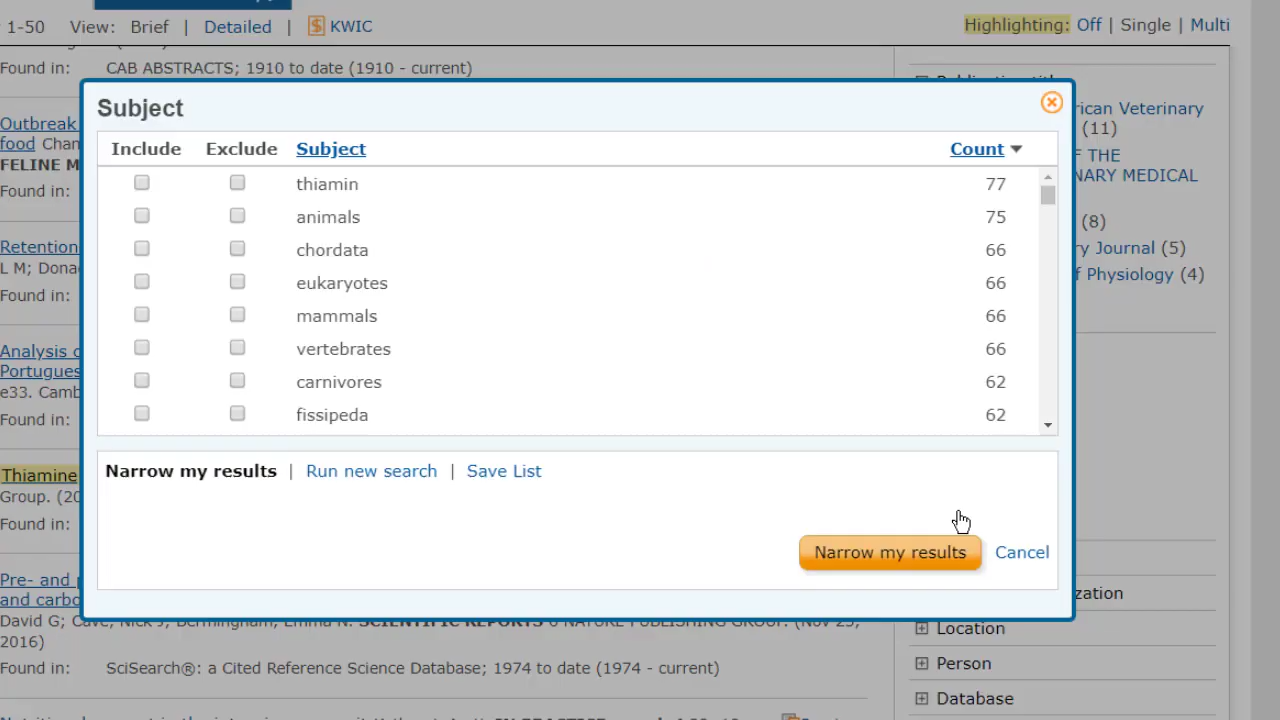 1-50 View: Brief | Detailed | KWIC
Highlighting: Off | Single | Multi
Found in: CAB ABSTRACTS; 1910 to date (1910 - current)
Outbreak
food Chan
FELINE M
Found in:
Retention
L M; Dona
Found in:
Analysis
Portugues
e33. Camb
Found in:
Thiamine
Group. (20
Found in:
Pre- and
and carbo
2016)
Found in: SciSearch®: a Cited Reference Science Database; 1974 to date (1974 - current)
Subject
Include Exclude Subject Count
thiamin 77
animals 75
chordata 66
eukaryotes 66
mammals 66
vertebrates 66
carnivores 62
fissipeda 62
Narrow my results | Run new search | Save List
Narrow my results Cancel
rican Veterinary
(11)
F THE
NARY MEDICAL
(8)
ry Journal (5)
f Physiology (4)
zation
Location
Person
Database